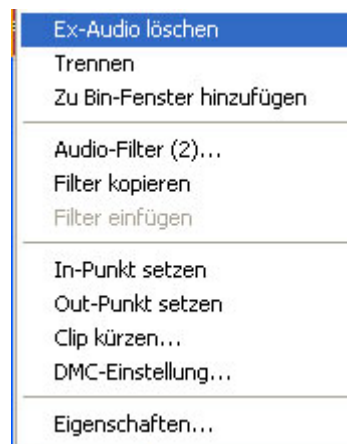 Ex-Audio löschen
Trennen
Zu Bin-Fenster hinzufügen
Audio-Filter (2)...
Filter kopieren
Filter einfügen
In-Punkt setzen
Out-Punkt setzen
Clip kürzen...
DMC-Einstellung...
Eigenschaften...